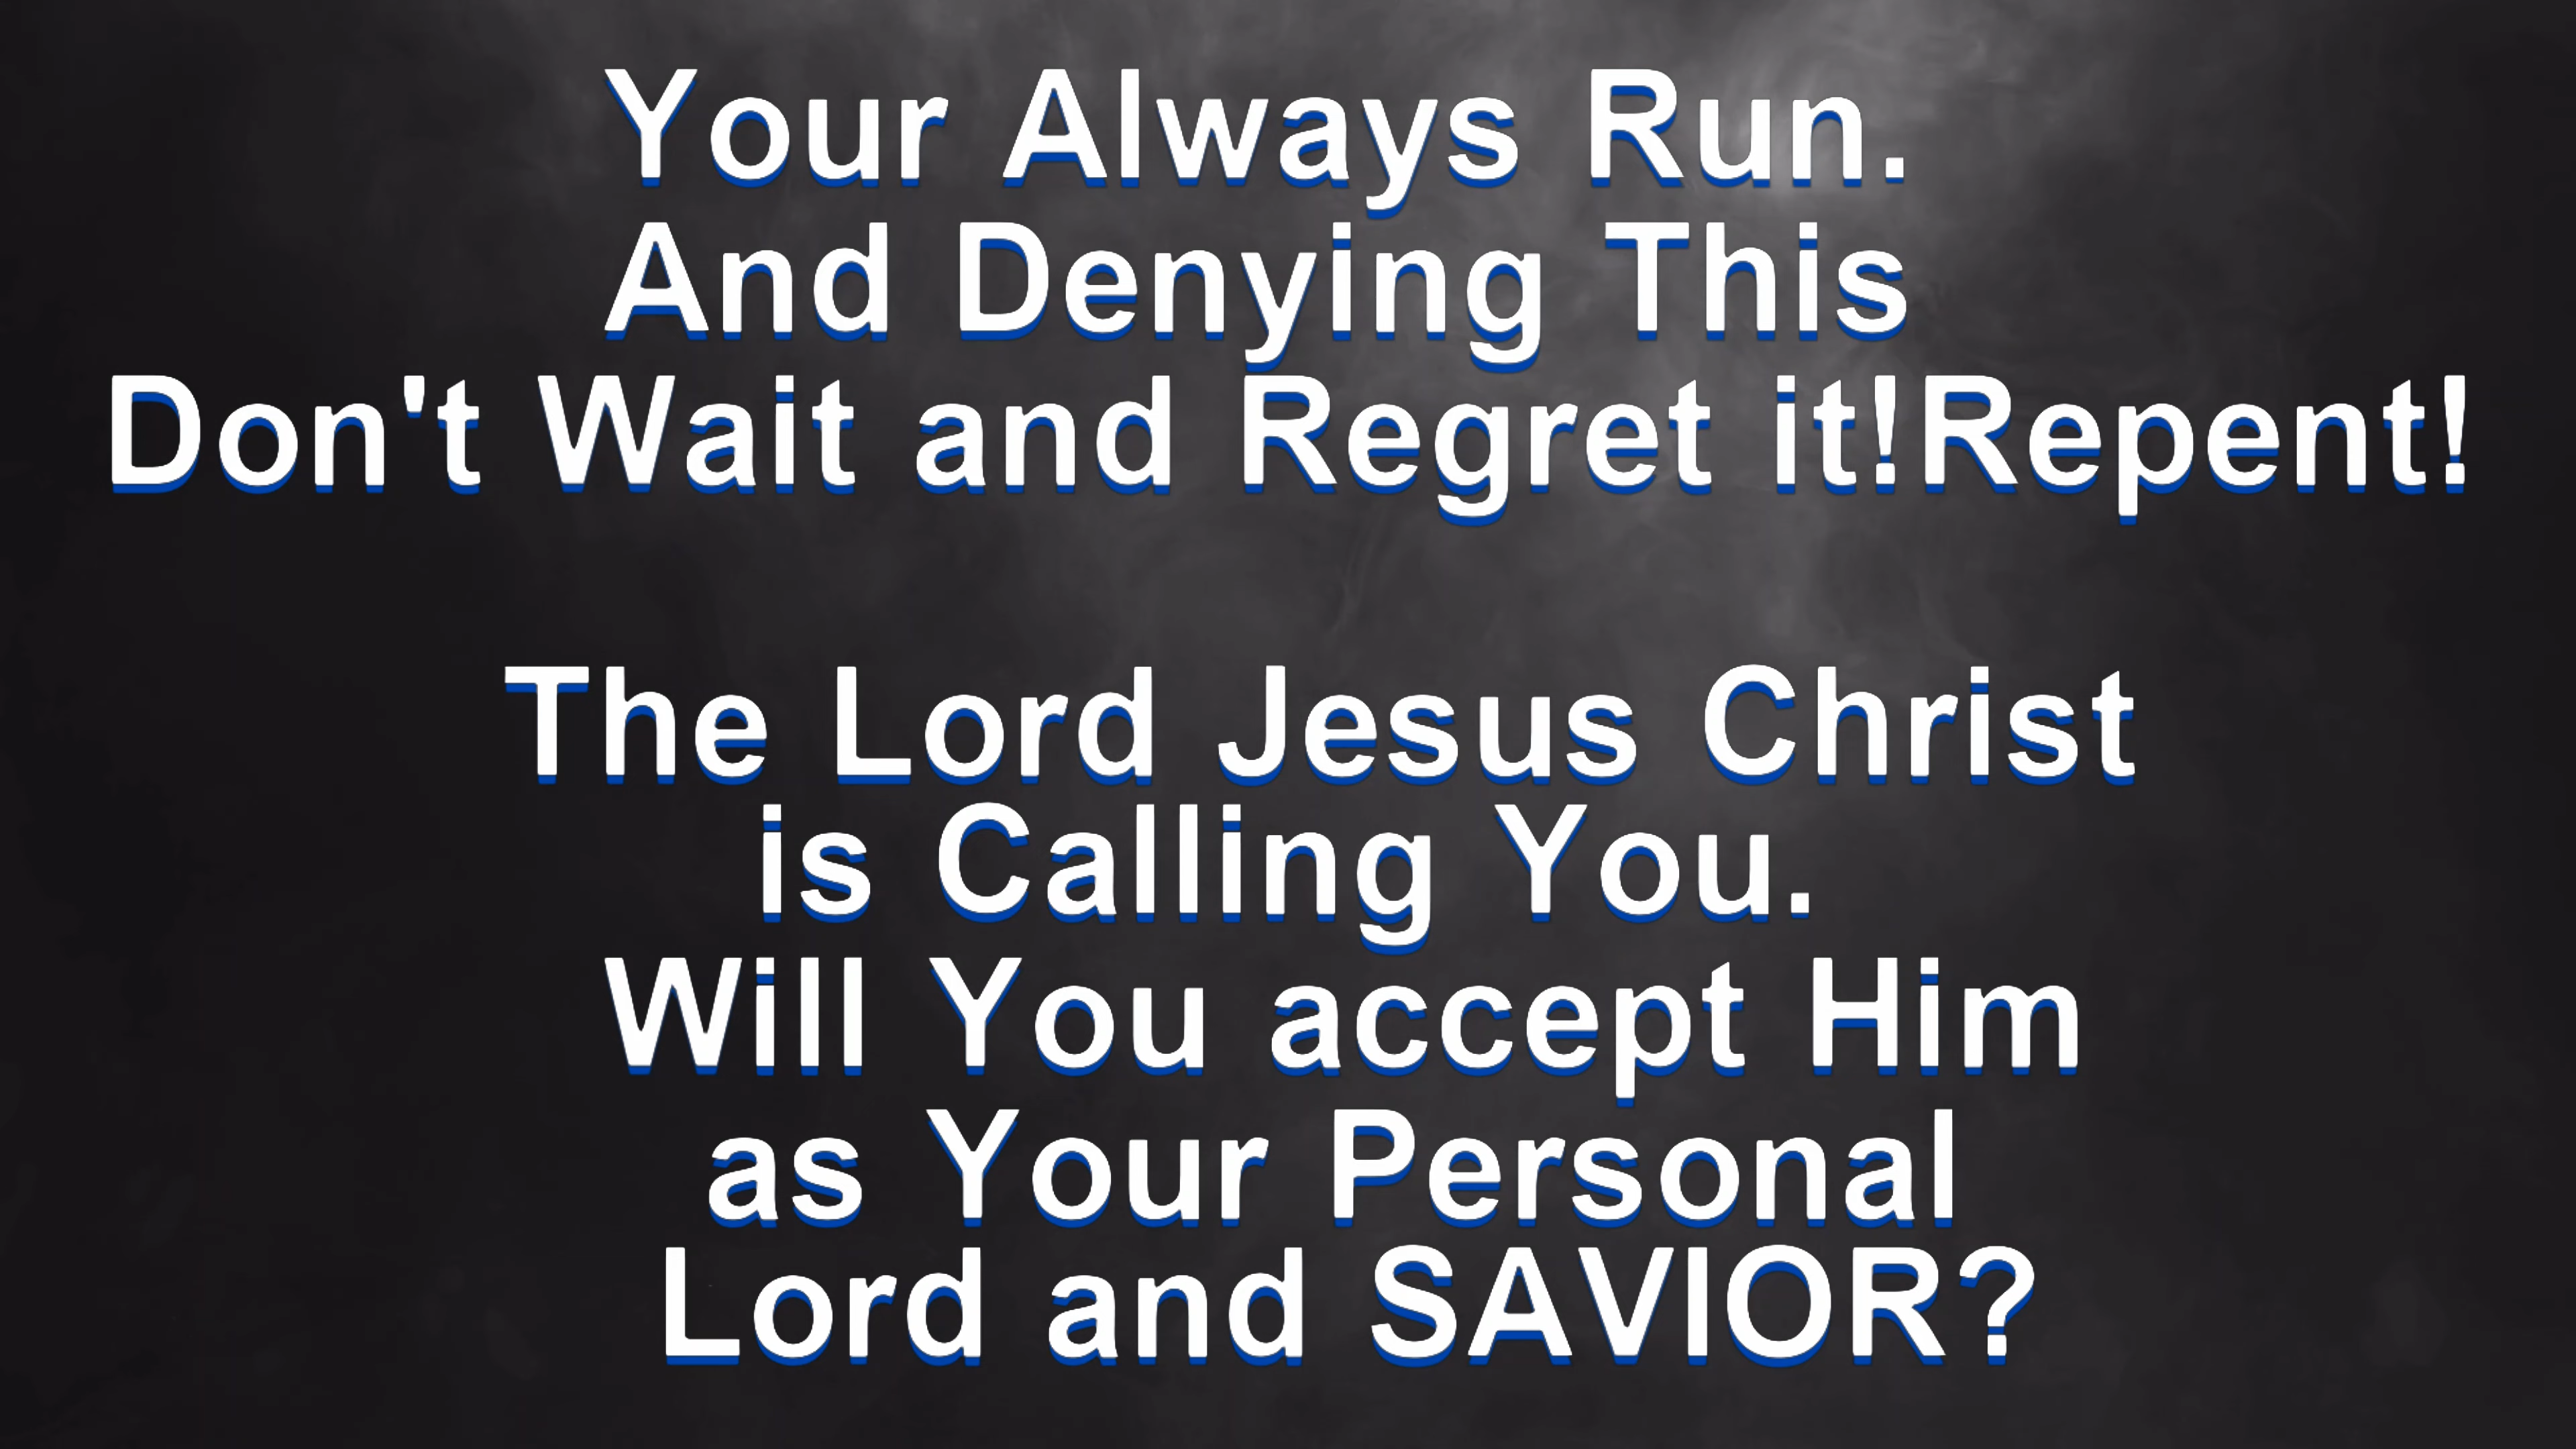 Your Always Run.
And Denying This
Don't Wait and Regret it!Repent!
The Lord Jesus Christ
is Calling You.
Will You accept Him
as Your Personal
Lord and SAVIOR?